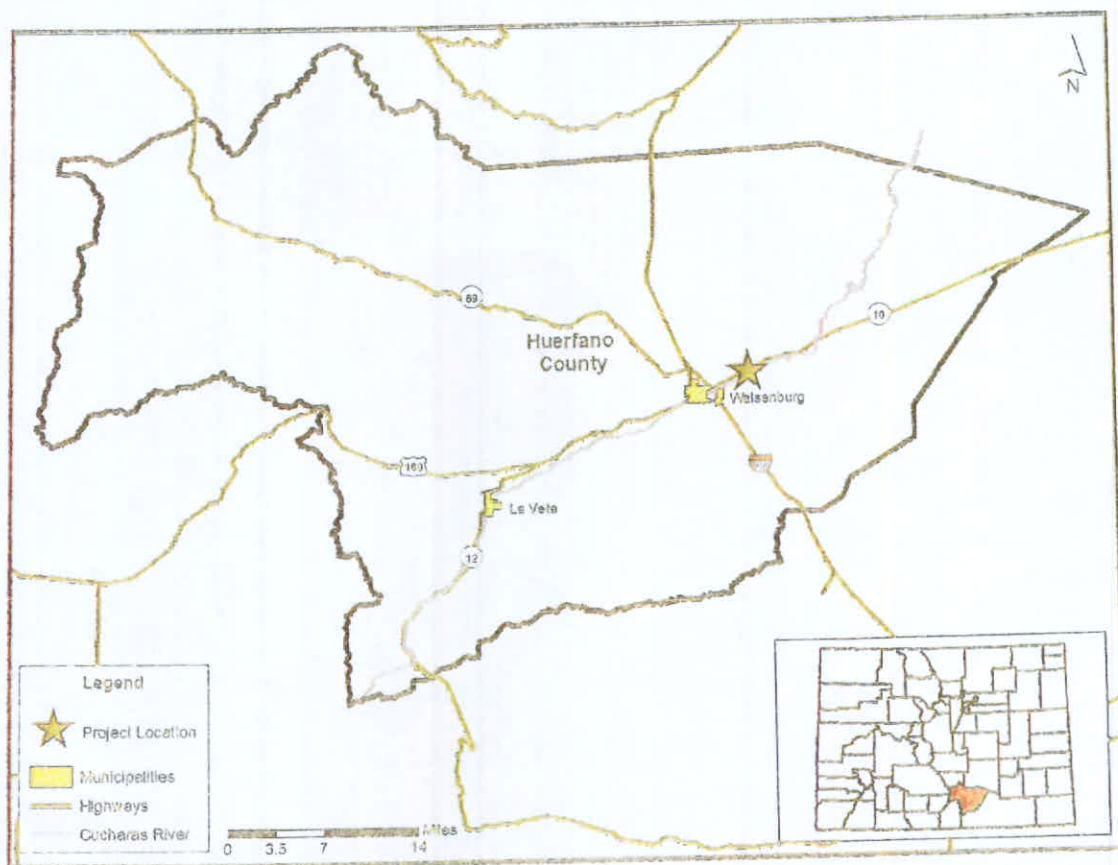 N
69
Huerfano
County
10
Walsenburg
160
La Veta
12
Legend
Project Location
Municipalities
Highways
Cucharas River
Miles
0 3.5 7 14